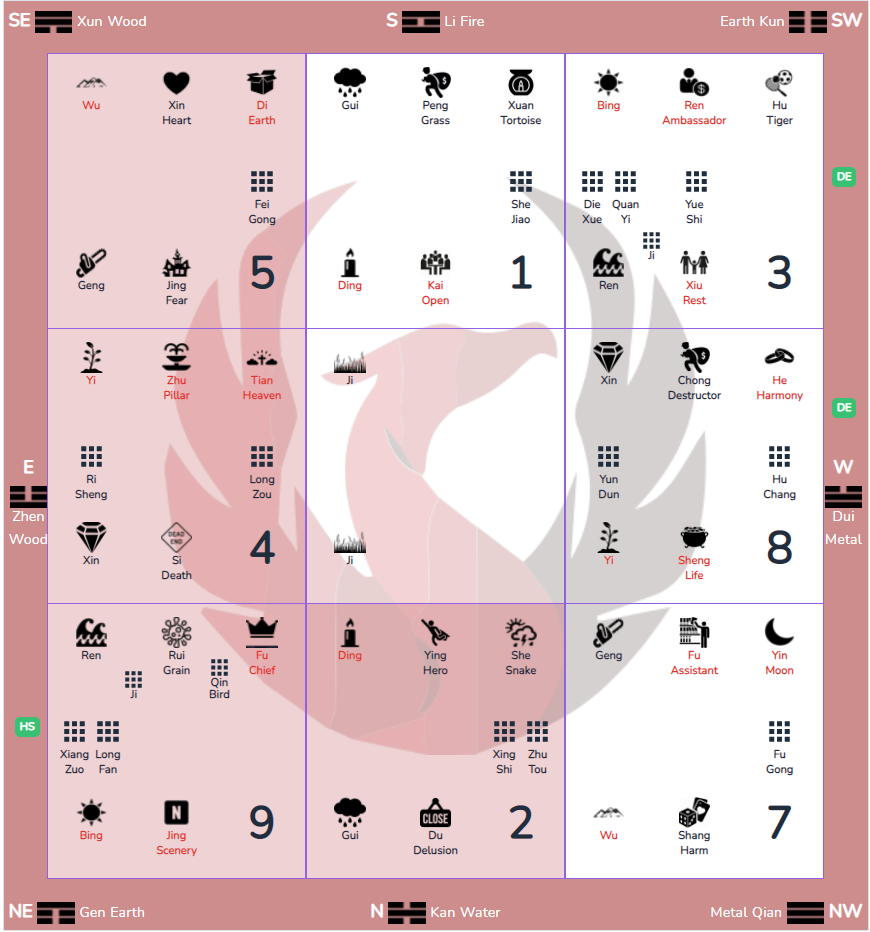 SE Xun Wood S Li Fire Earth Kun SW
Wu Xin Di Gui Peng Xuan Bing Ren Hu
Heart Earth Grass Tortoise Ambassador Tiger
DE
Fei She Die Quan Yue
Gong Jiao Xue Yi Shi
Ji
Geng Jing 5 Ding Kai 1 Ren Xiu 3
Fear Open Rest
Yi Zhu Tian Ji Xin Chong He
Pillar Heaven Destructor Harmony
DE
E W
Ri Long Yun Hu
Sheng Zou Dun Chang
Zhen Dui
Wood Metal
Xin DEAD END Si 4 Ji Yi Sheng 8
Death Life
Ren Rui Fu Ding Ying She Geng Fu Yin
Grain Chief Hero Snake Assistant Moon
Ji Qin
Bird
HS
Xiang Long Xing Zhu Fu
Zuo Fan Shi Tou Gong
N CLOSE
Bing Jing 9 Gui Du 2 Wu Shang 7
Scenery Delusion Harm
NE Gen Earth N Kan Water Metal Qian NW